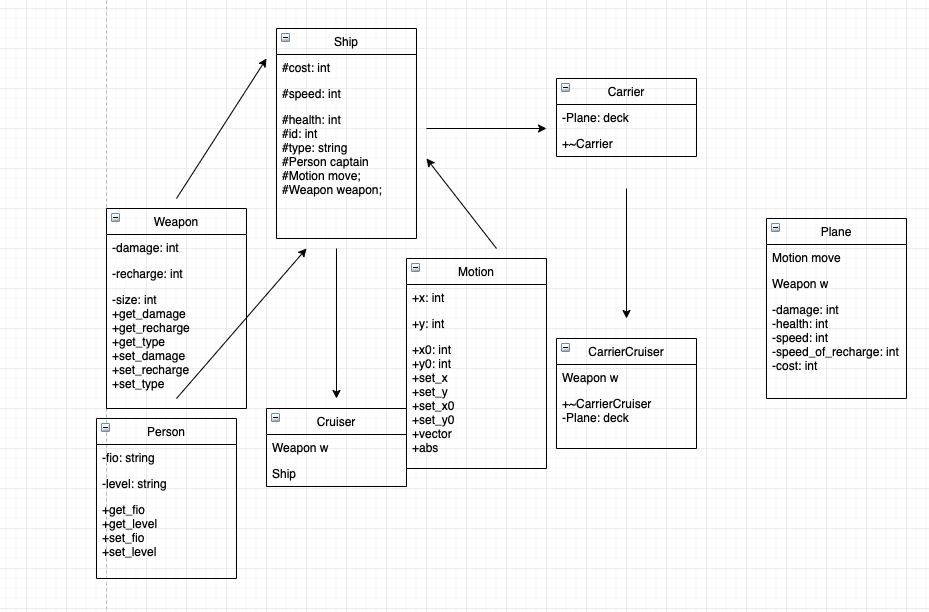 Ship
#cost: int
#speed: int
#health: int
#id: int
#type: string
#Person captain
#Motion move;
#Weapon weapon;
Carrier
-Plane: deck
+~Carrier
Weapon
-damage: int
-recharge: int
-size: int
+get_damage
+get_recharge
+get_type
+set_damage
+set_recharge
+set_type
Plane
Motion move
Weapon w
-damage: int
-health: int
-speed: int
-speed_of_recharge: int
-cost: int
Motion
+x: int
+y: int
+x0: int
+y0: int
+set_x
+set_y
+set_x0
+set_y0
+vector
+abs
CarrierCruiser
Weapon w
+~CarrierCruiser
-Plane: deck
Cruiser
Weapon w
Ship
Person
-fio: string
-level: string
+get_fio
+get_level
+set_fio
+set_level